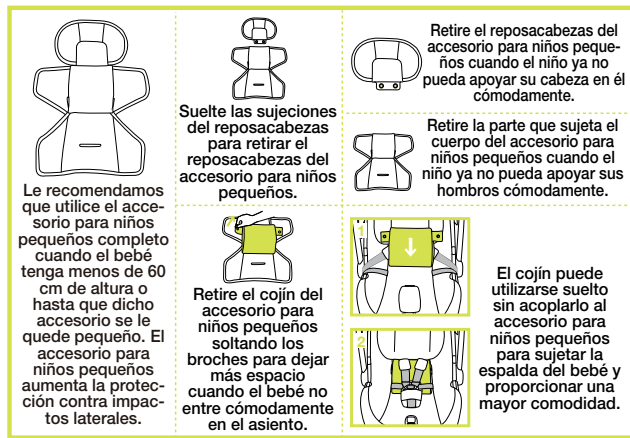 Le recomendamos
que utilice el acce-
sorio para niños
pequeños completo
cuando el bebé
tenga menos de 60
cm de altura o
hasta que dicho
accesorio se le
quede pequeño. El
accesorio para
niños pequeños
aumenta la protec-
ción contra impac-
tos laterales.
Suelte las sujeciones
del reposacabezas
para retirar el
reposacabezas del
accesorio para niños
pequeños.
Retire el reposacabezas del
accesorio para niños peque-
ños cuando el niño ya no
pueda apoyar su cabeza en él
cómodamente.
Retire la parte que sujeta el
cuerpo del accesorio para
niños pequeños cuando el
niño ya no pueda apoyar sus
hombros cómodamente.
Retire el cojín del
accesorio para
niños pequeños
soltando los
broches para dejar
más espacio
cuando el bebé no
entre cómodamente
en el asiento.
1
2
El cojín puede
utilizarse suelto
sin acoplarlo al
accesorio para
niños pequeños
para sujetar la
espalda del bebé y
proporcionar una
mayor comodidad.